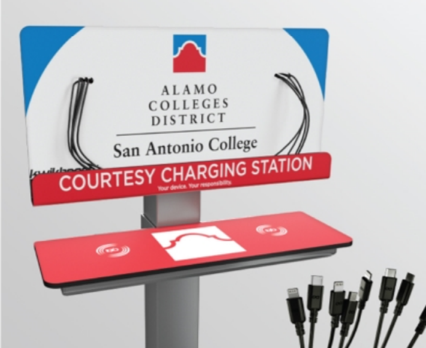 ALAMO
COLLEGES
DISTRICT
San Antonio College
COURTESY CHARGING STATION
Your device. Your responsibility.